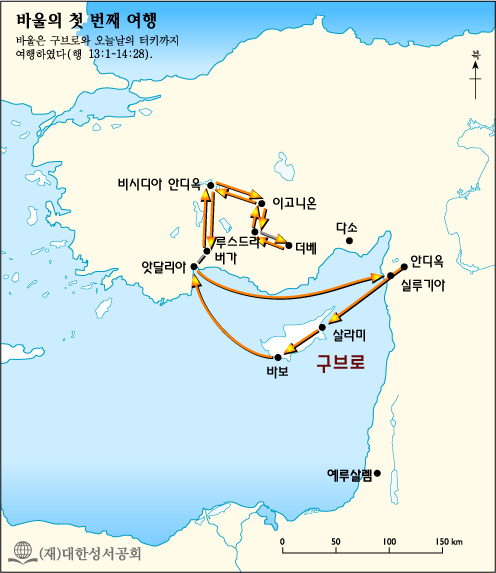 바울의 첫 번째 여행
바울은 구브로와 오늘날의 터키까지
여행하였다(행 13:1-14:28).
북
비시디아 안디옥
이고니온
다소
루스드라
더베
버가
앗달리아
안디옥
실루기아
살라미
구브로
바보
예루살렘
(재)대한성서공회
0 50 100 150 km